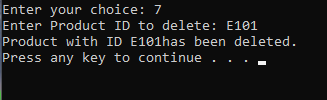 Enter your choice: 7
Enter Product ID to delete: E101
Product with ID E101has been deleted.
Press any key to continue . . .